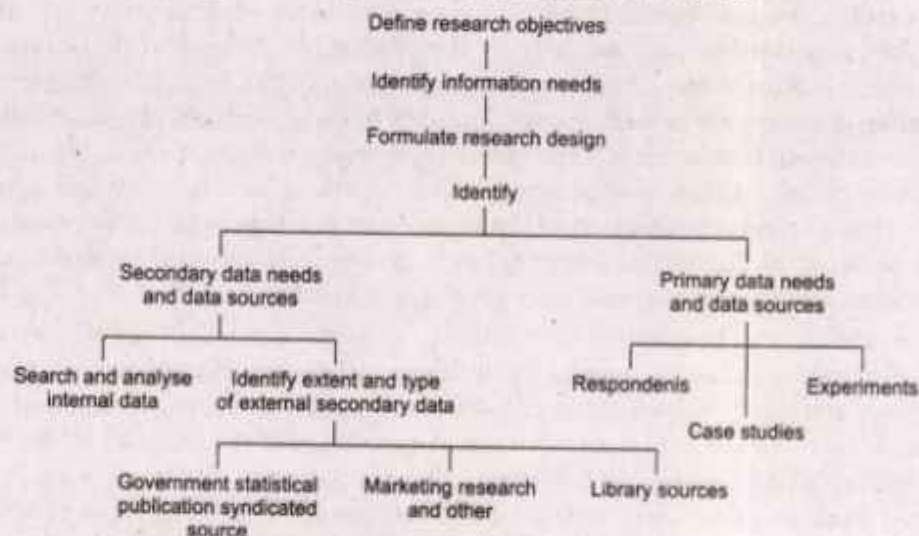 Define research objectives
Identify information needs
Formulate research design
Identify
Secondary data needs
and data sources
Primary data needs
and data sources
Search and analyse
internal data
Identify extent and type
of external secondary data
Respondenis
Experiments
Case studies
Government statistical
publication syndicated
source
Marketing research
and other
Library sources